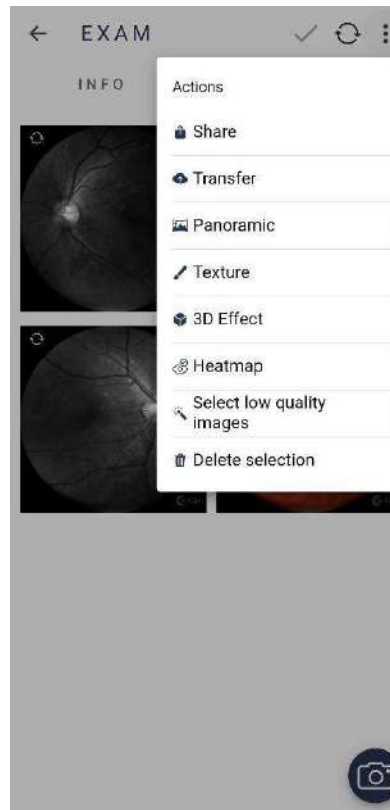 EXAM
INFO
Actions
Share
Transfer
Panoramic
Texture
3D Effect
Heatmap
Select low quality
images
Delete selection